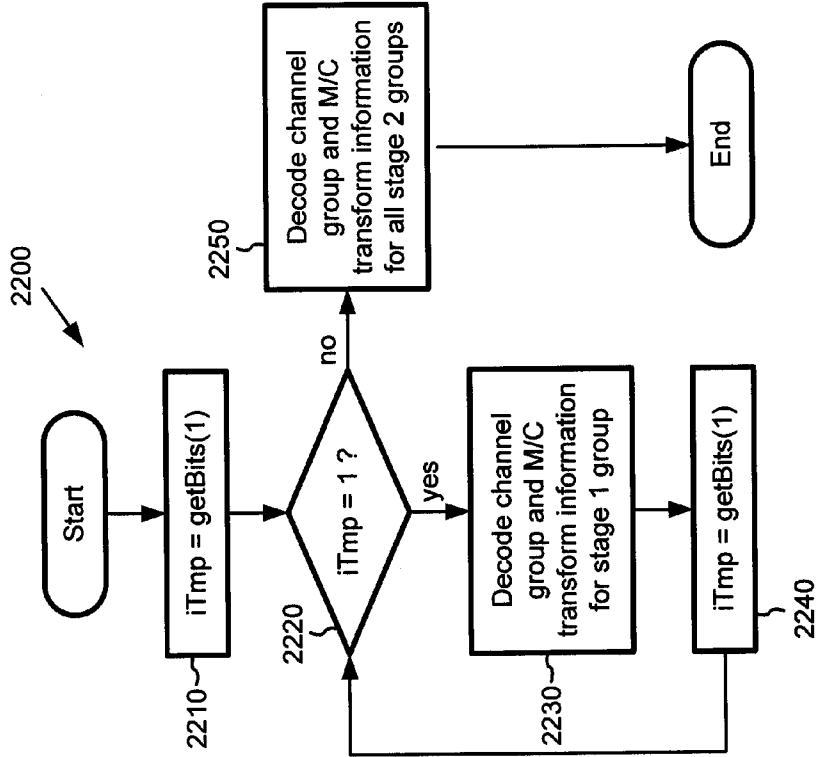 2200
Start
iTmp = getBits(1)
2210
iTmp = 1 ?
2220
no
yes
Decode channel
group and M/C
transform information
for all stage 2 groups
2250
Decode channel
group and M/C
transform information
for stage 1 group
2230
iTmp = getBits(1)
2240
End